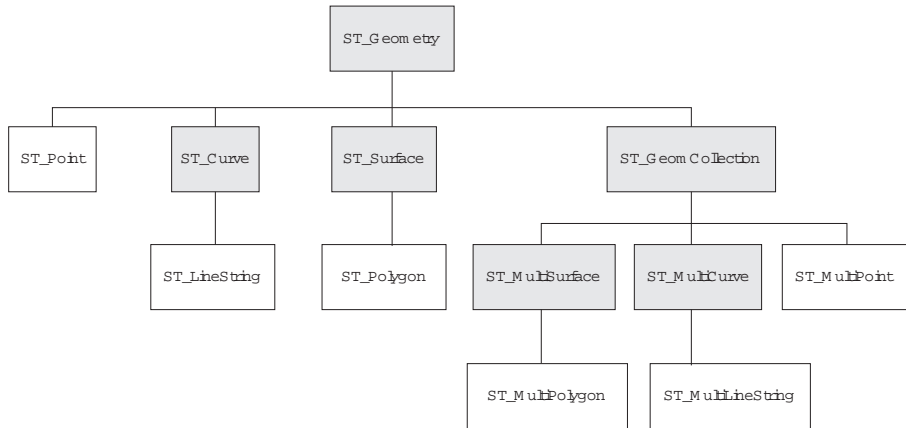 ST_Geometry
ST_Point
ST_Curve
ST_Surface
ST_GeomCollection
ST_LineString
ST_Polygon
ST_MultiSurface
ST_MultiCurve
ST_MultiPoint
ST_MultiPolygon
ST_MultiLineString